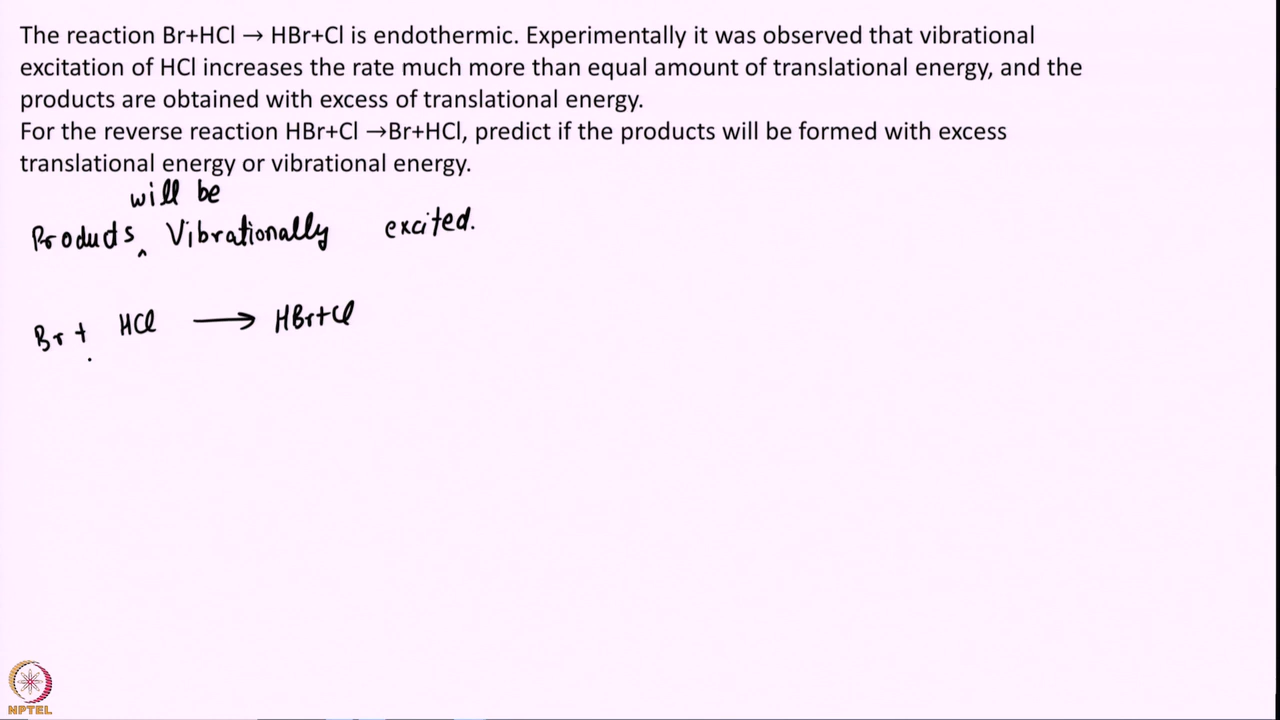 The reaction Br+HCl → HBr+Cl is endothermic. Experimentally it was observed that vibrational
excitation of HCl increases the rate much more than equal amount of translational energy, and the
products are obtained with excess of translational energy.
For the reverse reaction HBr+Cl →Br+HCl, predict if the products will be formed with excess
translational energy or vibrational energy.
will be
Products ^ Vibrationally excited.
Br + HCl ⟶ HBr+Cl
NPTEL